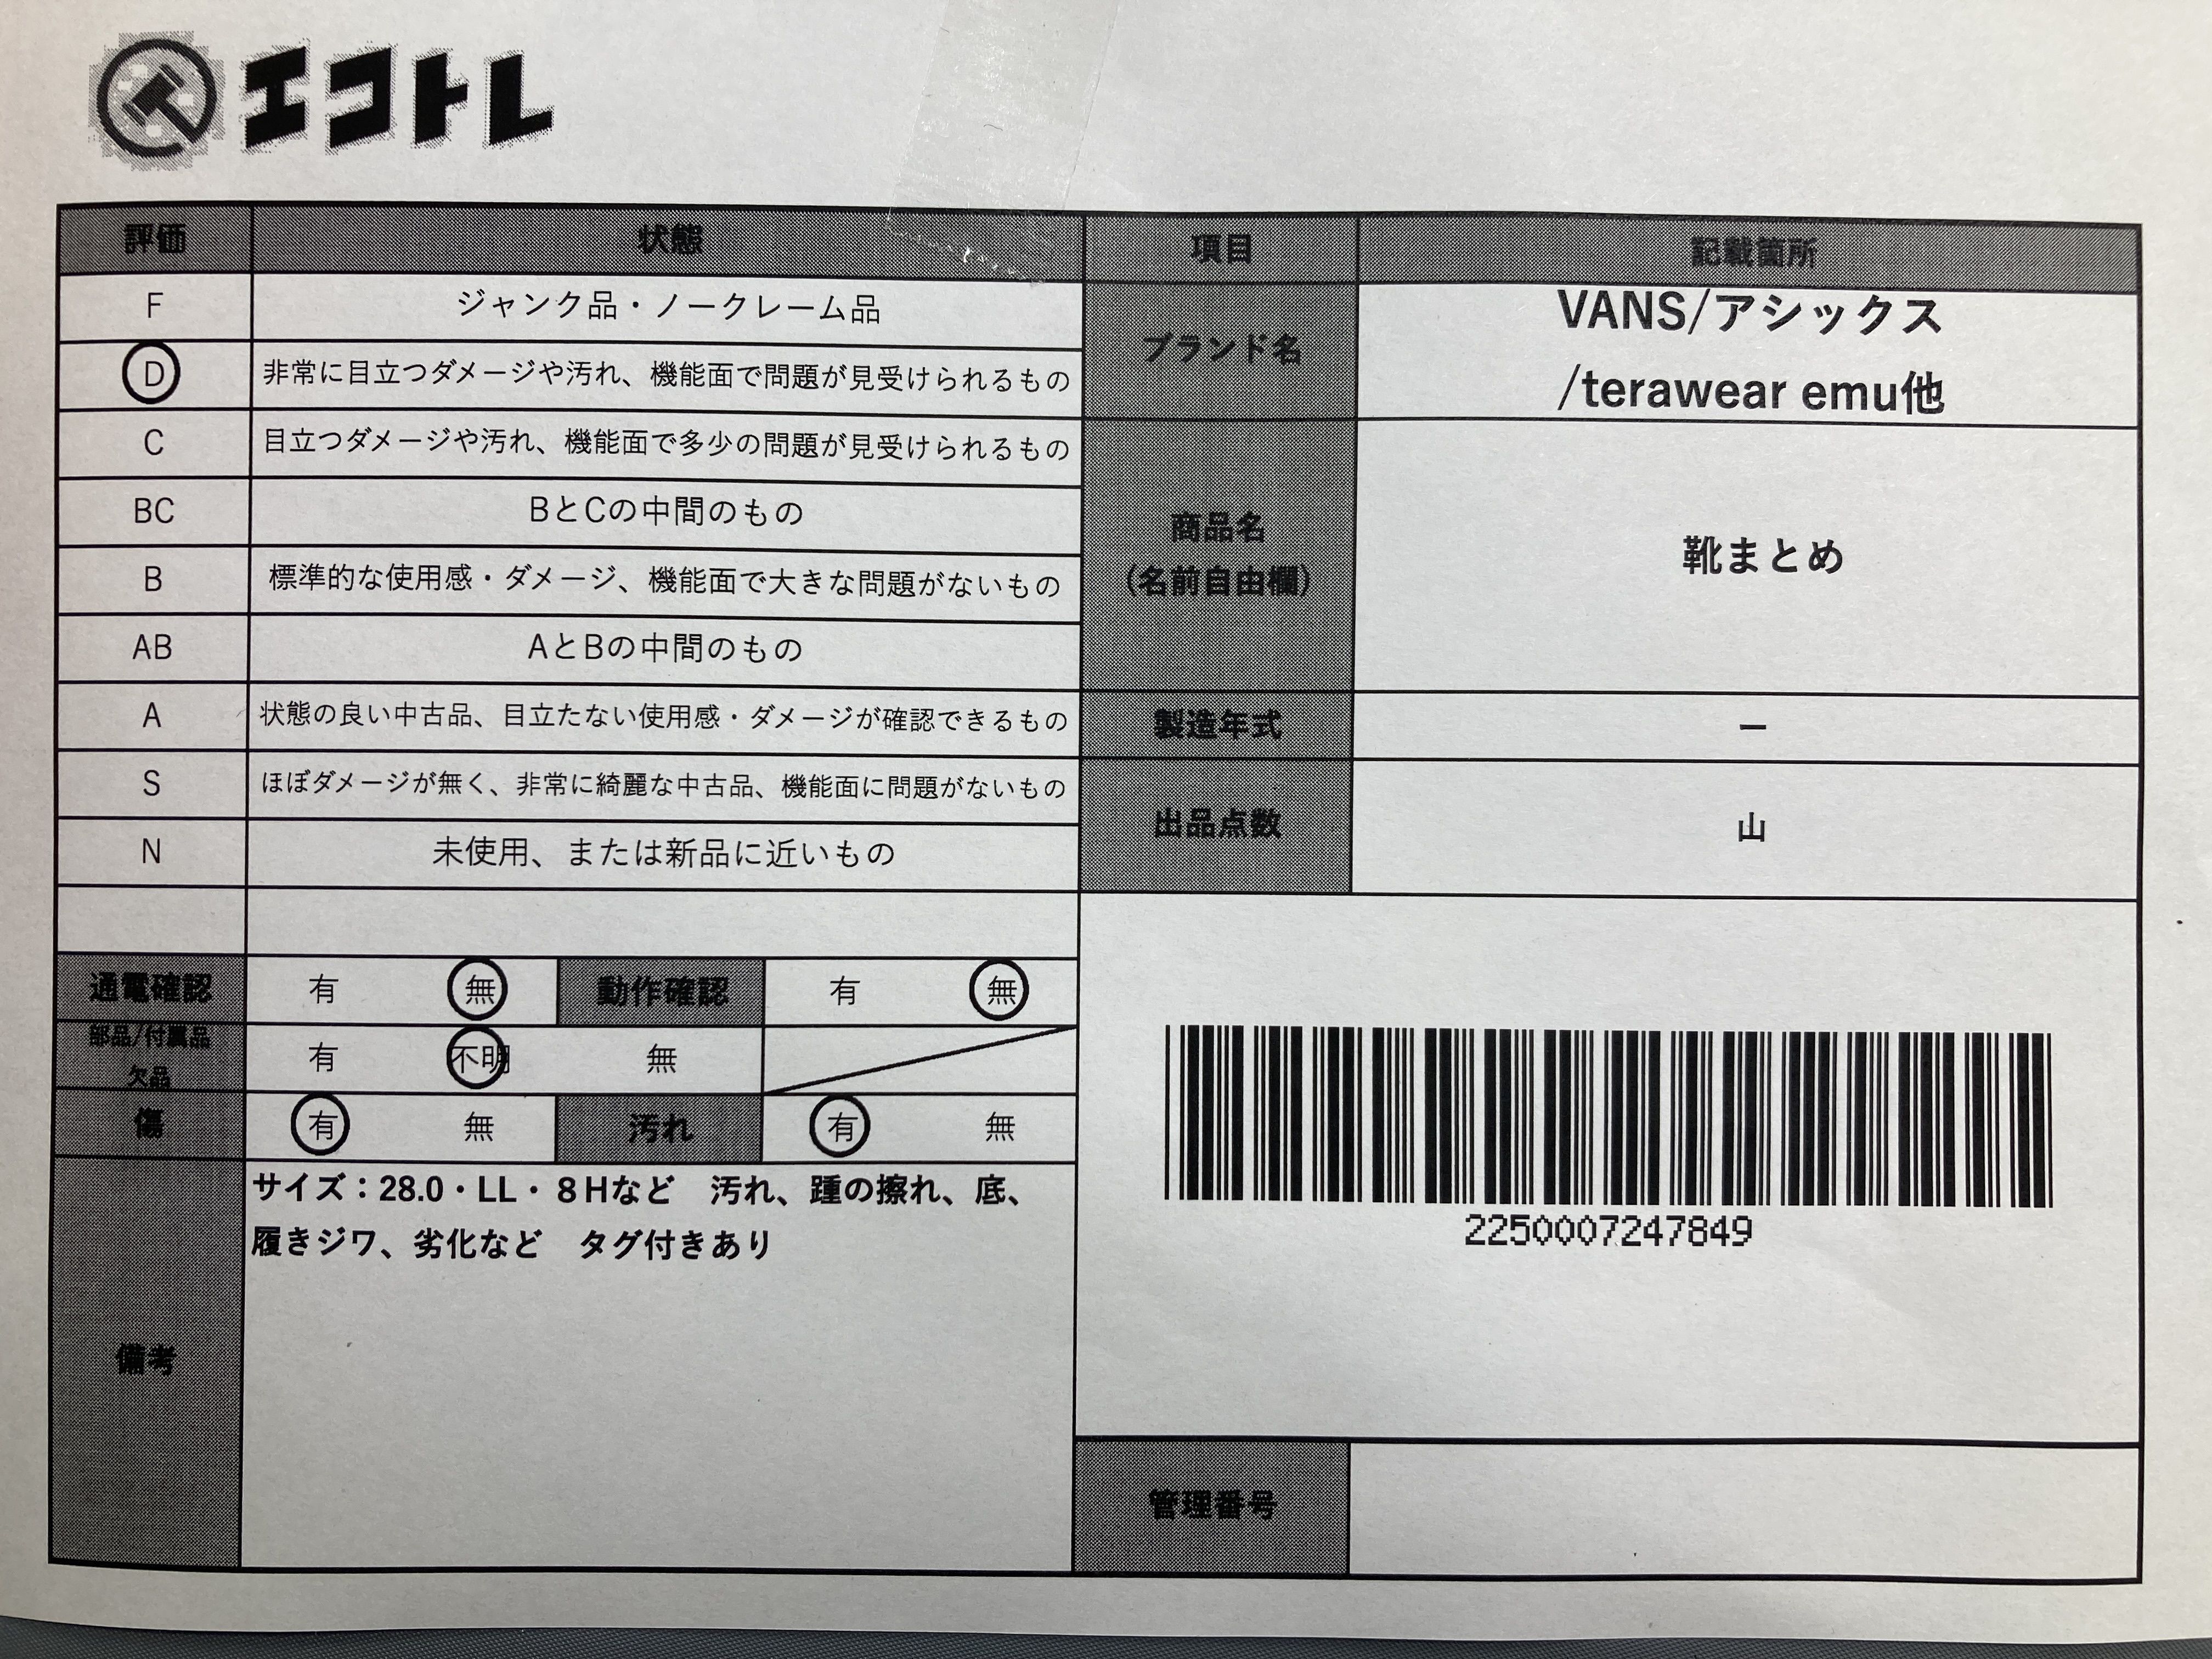 エコトレ
評価 状態 項目 記載箇所
F ジャンク品・ノークレーム品
D 非常に目立つダメージや汚れ、機能面で問題が見受けられるもの
C 目立つダメージや汚れ、機能面で多少の問題が見受けられるもの
BC BとCの中間のもの
B 標準的な使用感・ダメージ、機能面で大きな問題がないもの
AB AとBの中間のもの
A 状態の良い中古品、目立たない使用感・ダメージが確認できるもの
S ほぼダメージが無く、非常に綺麗な中古品、機能面に問題がないもの
N 未使用、または新品に近いもの
ブランド名
VANS/アシックス
/terawear emu他
商品名
（名前自由欄）
靴まとめ
製造年式 ー
出品点数 山
通電確認 有 無 動作確認 有 無
部品/付属品
欠品
有 不明 無
傷 有 無 汚れ 有 無
備考
サイズ：28.0・LL・８Hなど　汚れ、踵の擦れ、底、
履きジワ、劣化など　タグ付きあり
2250007247849
管理番号